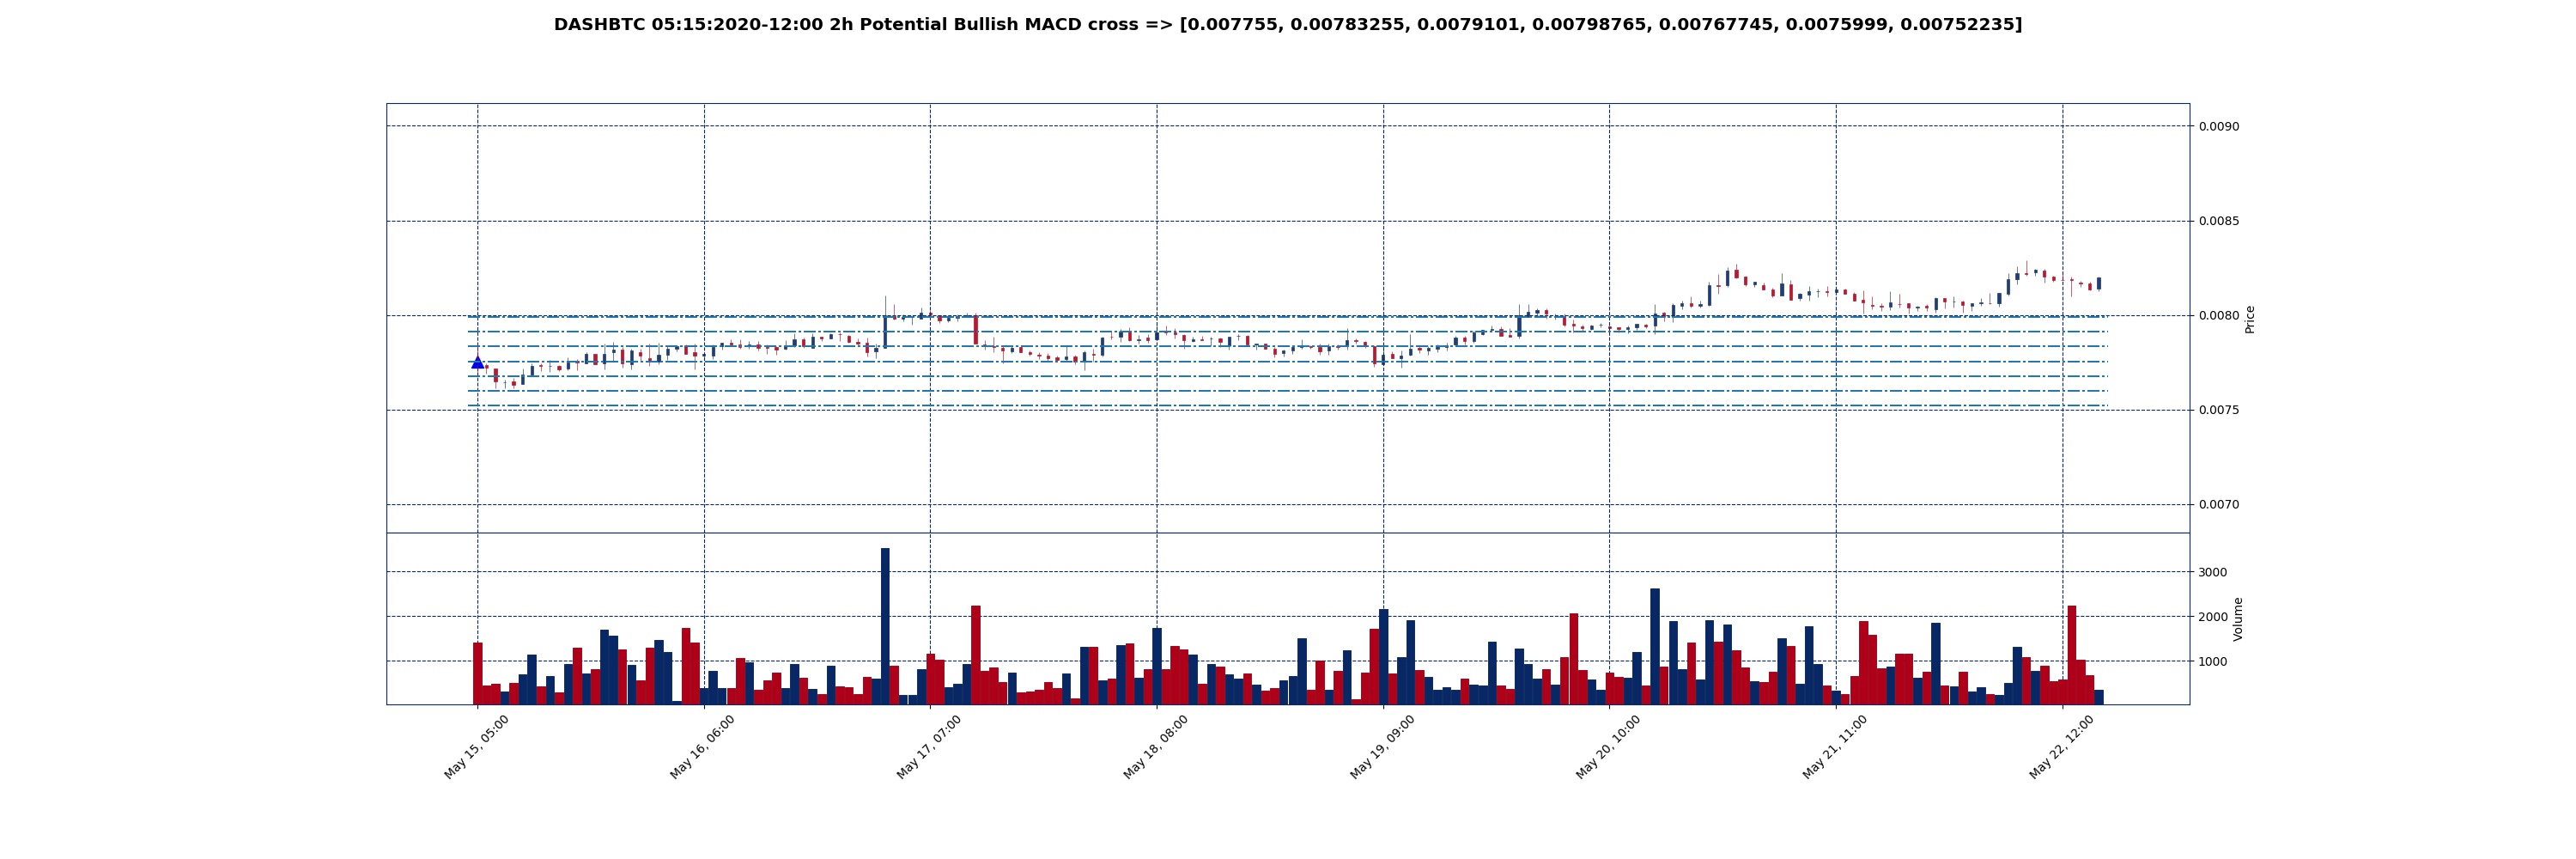 DASHBTC 05:15:2020-12:00 2h Potential Bullish MACD cross => [0.007755, 0.00783255, 0.0079101, 0.00798765, 0.00767745, 0.0075999, 0.00752235]
0.0090
0.0085
0.0080
0.0075
0.0070
Price
3000
2000
1000
Volume
May 15, 05:00
May 16, 06:00
May 17, 07:00
May 18, 08:00
May 19, 09:00
May 20, 10:00
May 21, 11:00
May 22, 12:00